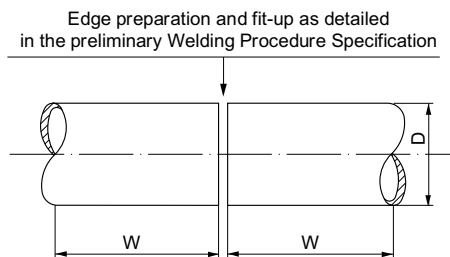 Edge preparation and fit-up as detailed
in the preliminary Welding Procedure Specification
D
W
W